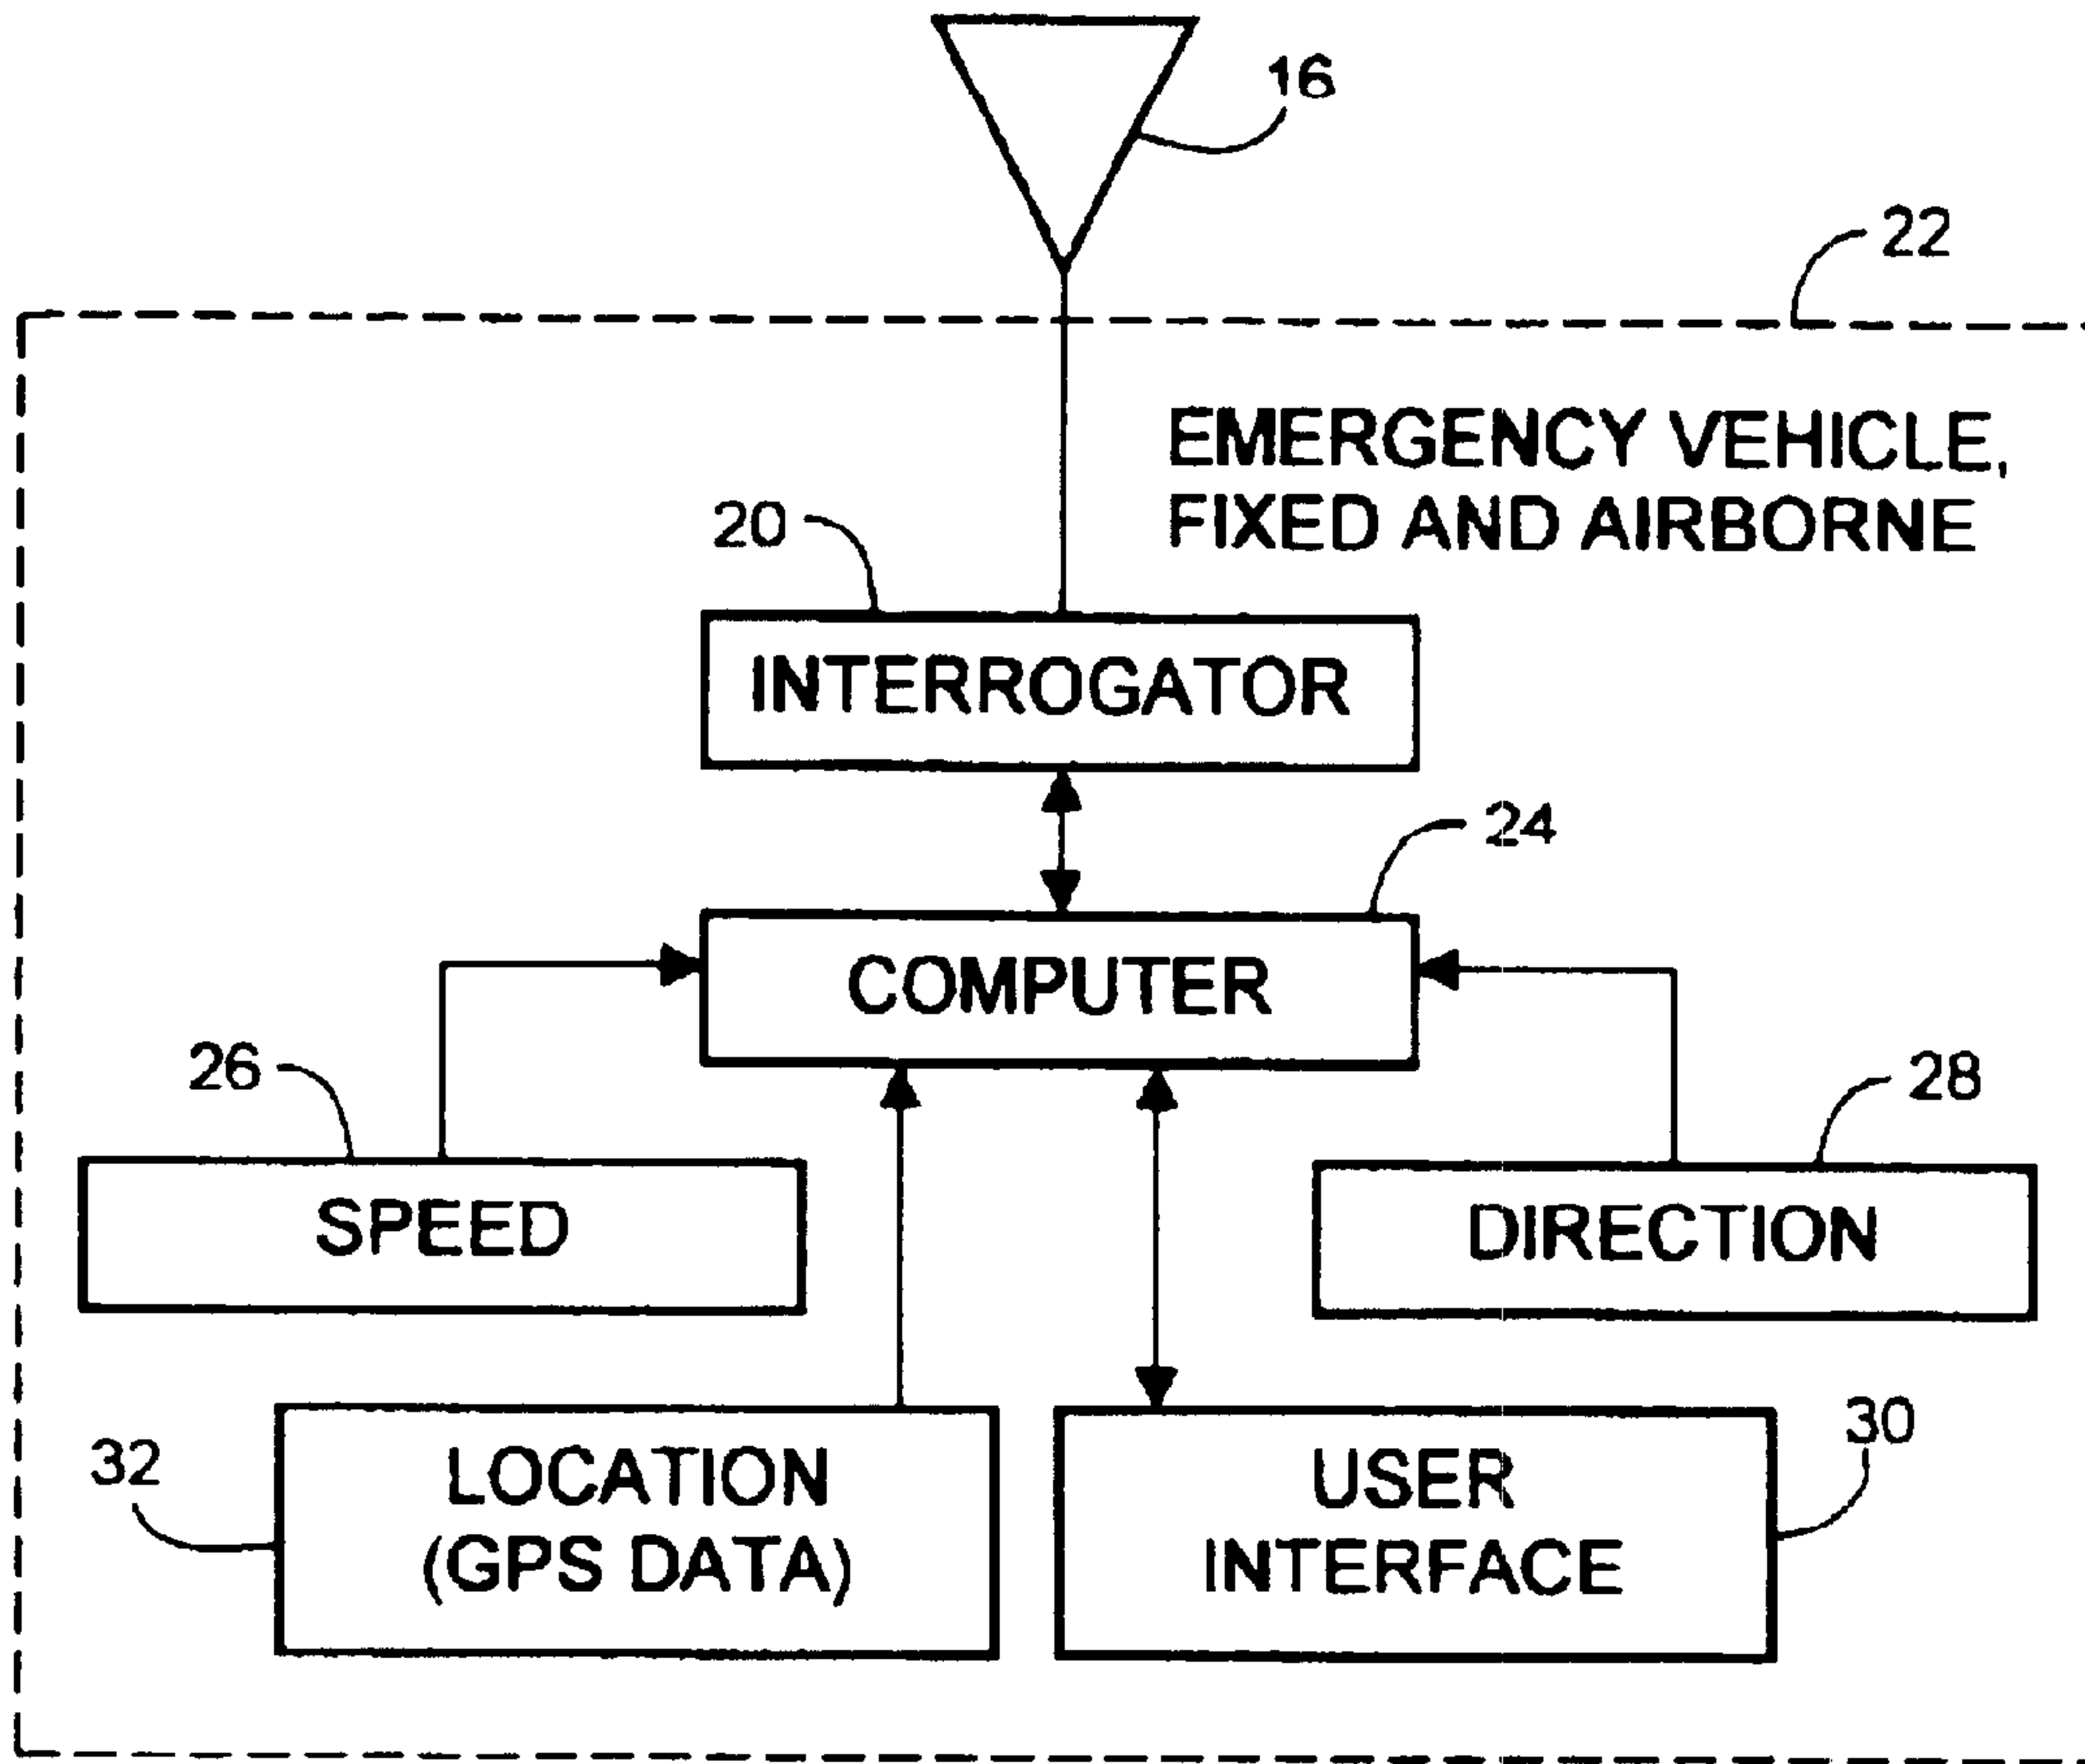 16
22
EMERGENCY VEHICLE,
FIXED AND AIRBORNE
20
INTERROGATOR
24
COMPUTER
26
28
SPEED
DIRECTION
32
LOCATION
(GPS DATA)
30
USER
INTERFACE